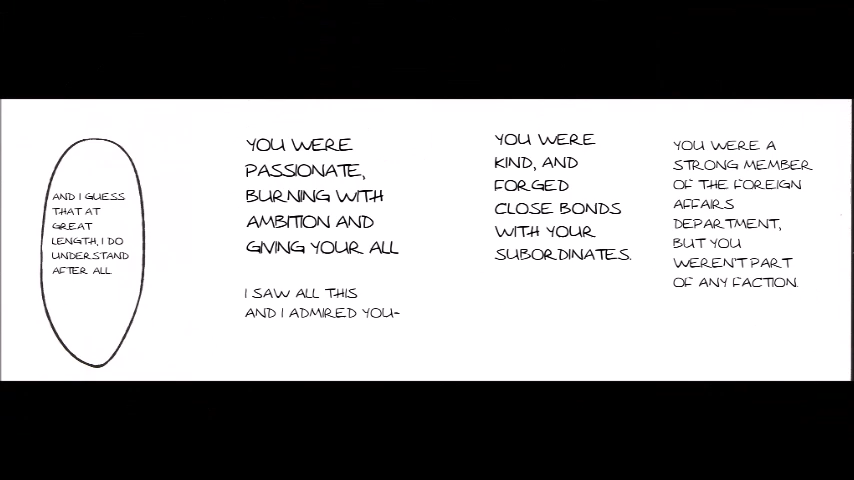 YOU WERE A
STRONG MEMBER
OF THE FOREIGN
AFFAIRS
DEPARTMENT,
BUT YOU
WEREN'T PART
OF ANY FACTION.
YOU WERE
KIND, AND
FORGED
CLOSE BONDS
WITH YOUR
SUBORDINATES.
YOU WERE
PASSIONATE,
BURNING WITH
AMBITION AND
GIVING YOUR ALL
I SAW ALL THIS
AND I ADMIRED YOU-
AND I GUESS
THAT AT
GREAT
LENGTH, I DO
UNDERSTAND
AFTER ALL